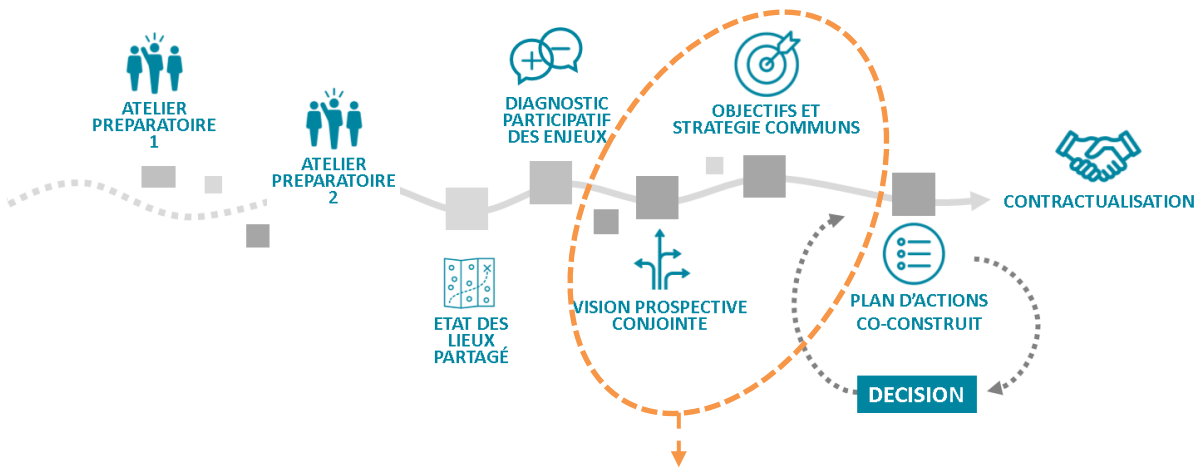 ATELIER
PREPARATOIRE
1
ATELIER
PREPARATOIRE
2
ETAT DES
LIEUX
PARTAGÉ
DIAGNOSTIC
PARTICIPATIF
DES ENJEUX
VISION PROSPECTIVE
CONJOINTE
OBJECTIFS ET
STRATEGIE COMMUNS
PLAN D’ACTIONS
CO-CONSTRUIT
DECISION
CONTRACTUALISATION